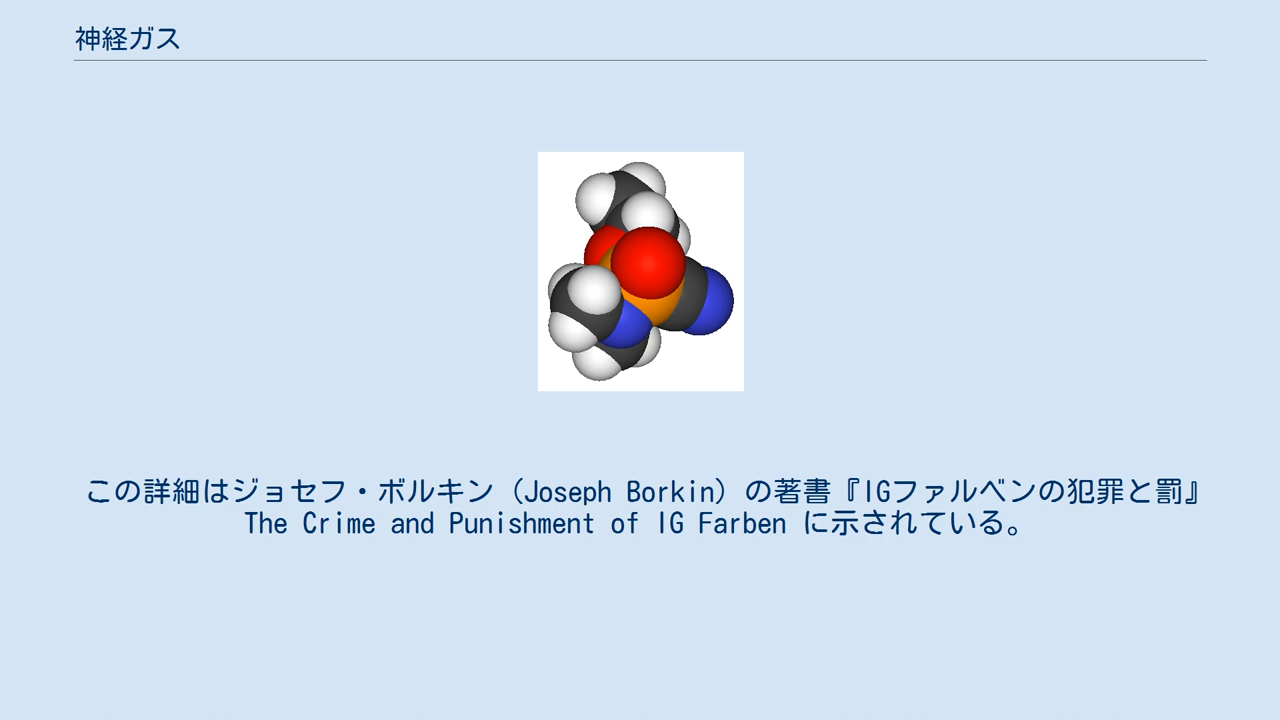 神経ガス
この詳細はジョセフ・ボルキン（Joseph Borkin）の著書『IGファルベンの犯罪と罰』
The Crime and Punishment of IG Farben に示されている。